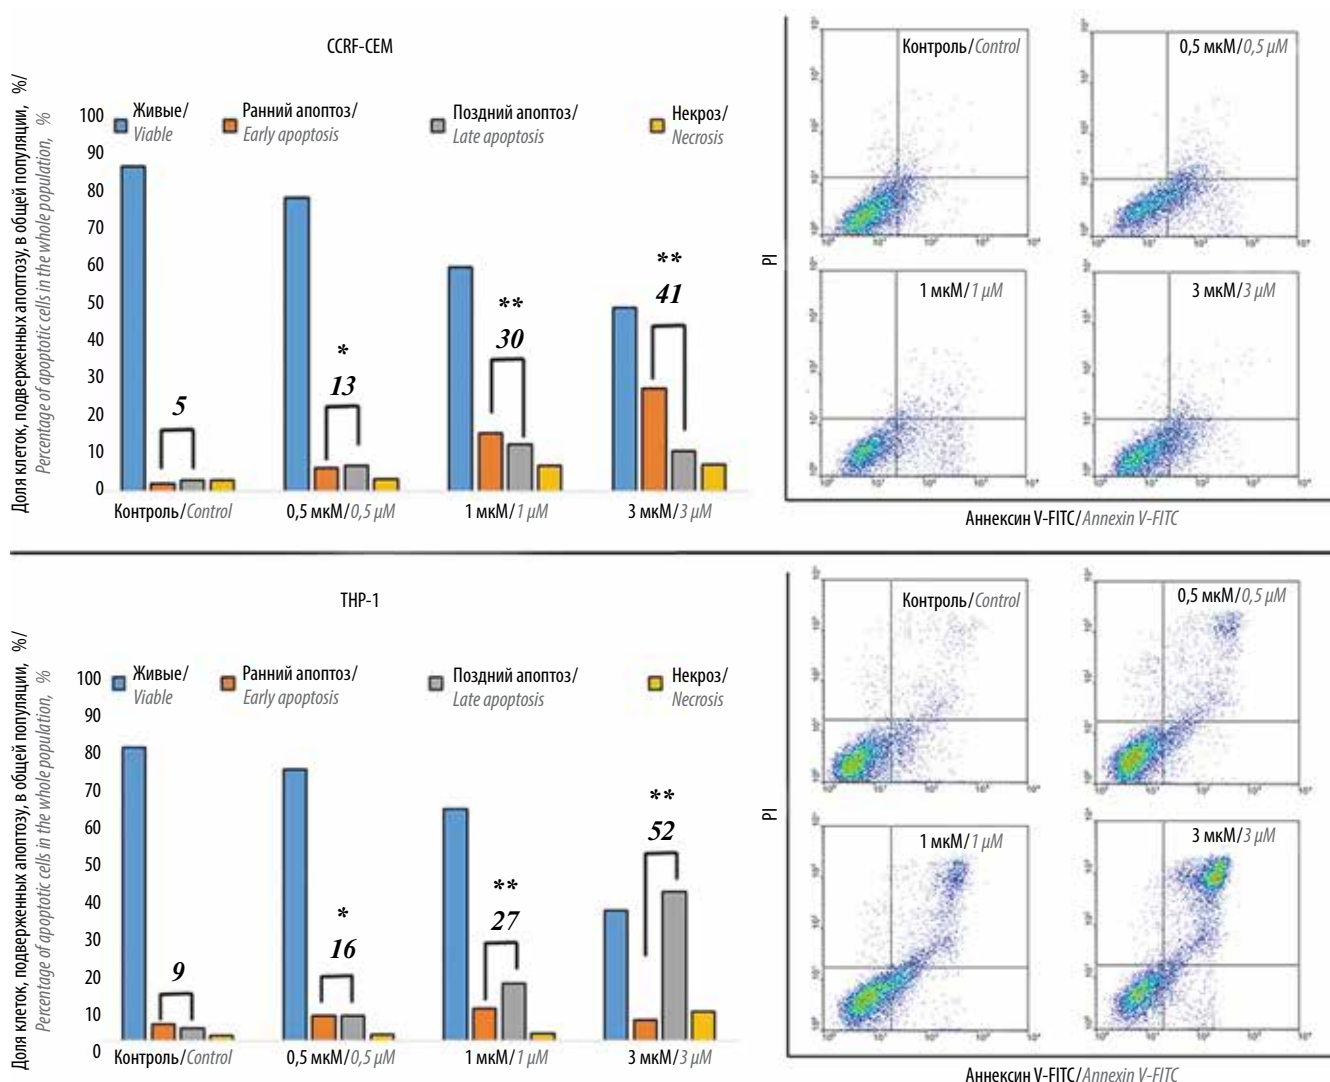 CCRF-CEM
Доля клеток, подверженных апоптозу, в общей популяции, %/
Percentage of apoptotic cells in the whole population, %
Живые/
Viable
Ранний апоптоз/
Early apoptosis
Поздний апоптоз/
Late apoptosis
Некроз/
Necrosis
100
90
80
70
60
50
40
30
20
10
0
5
*
13
**
30
**
41
Контроль/Control
0,5 мкМ/0,5 µM
1 мкМ/1 µM
3 мкМ/3 µM
PI
Контроль/Control
0,5 мкМ/0,5 µM
1 мкМ/1 µM
3 мкМ/3 µM
Аннексин V-FITC/Annexin V-FITC
THP-1
Доля клеток, подверженных апоптозу, в общей популяции, %/
Percentage of apoptotic cells in the whole population, %
Живые/
Viable
Ранний апоптоз/
Early apoptosis
Поздний апоптоз/
Late apoptosis
Некроз/
Necrosis
100
90
80
70
60
50
40
30
20
10
0
9
*
16
**
27
**
52
Контроль/Control
0,5 мкМ/0,5 µM
1 мкМ/1 µM
3 мкМ/3 µM
PI
Контроль/Control
0,5 мкМ/0,5 µM
1 мкМ/1 µM
3 мкМ/3 µM
Аннексин V-FITC/Annexin V-FITC